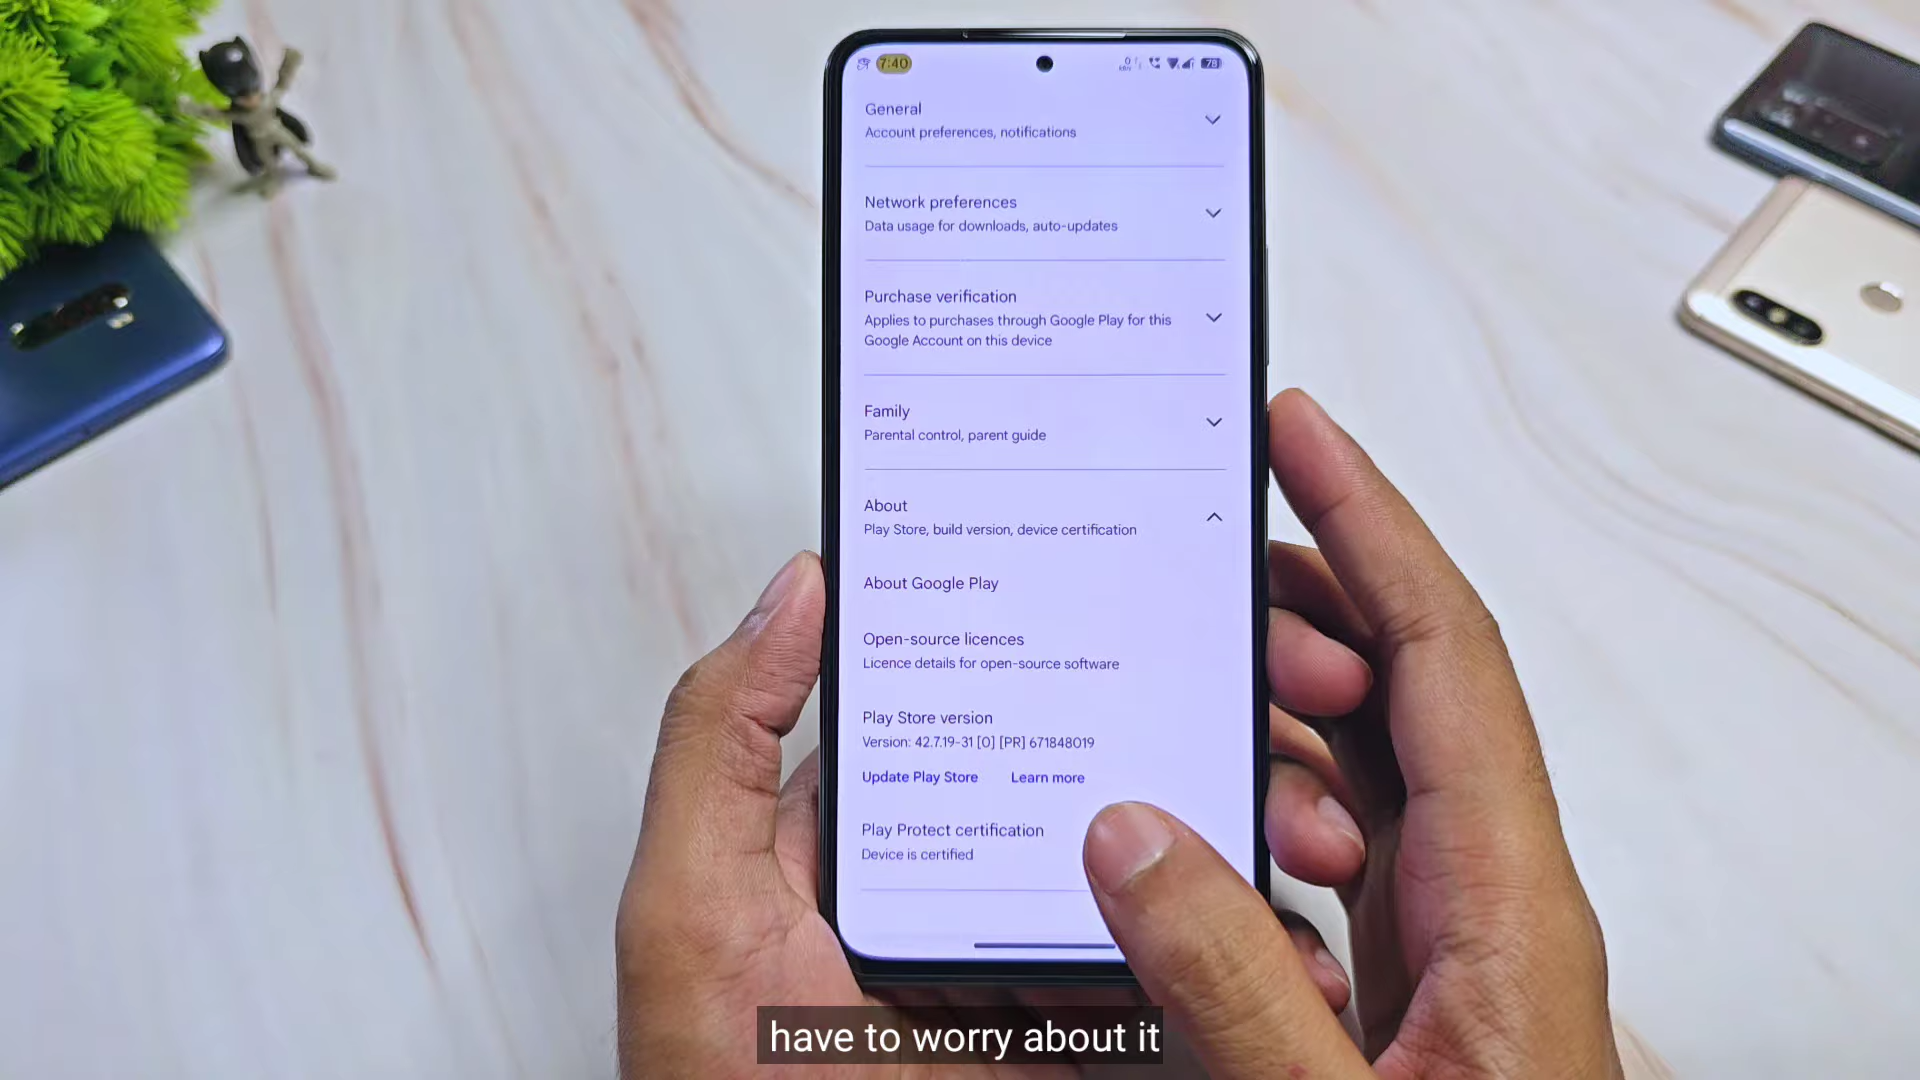 7:40
78
General
Account preferences, notifications
Network preferences
Data usage for downloads, auto-updates
Purchase verification
Applies to purchases through Google Play for this
Google Account on this device
Family
Parental control, parent guide
About
Play Store, build version, device certification
About Google Play
Open-source licences
Licence details for open-source software
Play Store version
Version: 42.7.19-31 [0] [PR] 671848019
Update Play Store Learn more
Play Protect certification
Device is certified
have to worry about it